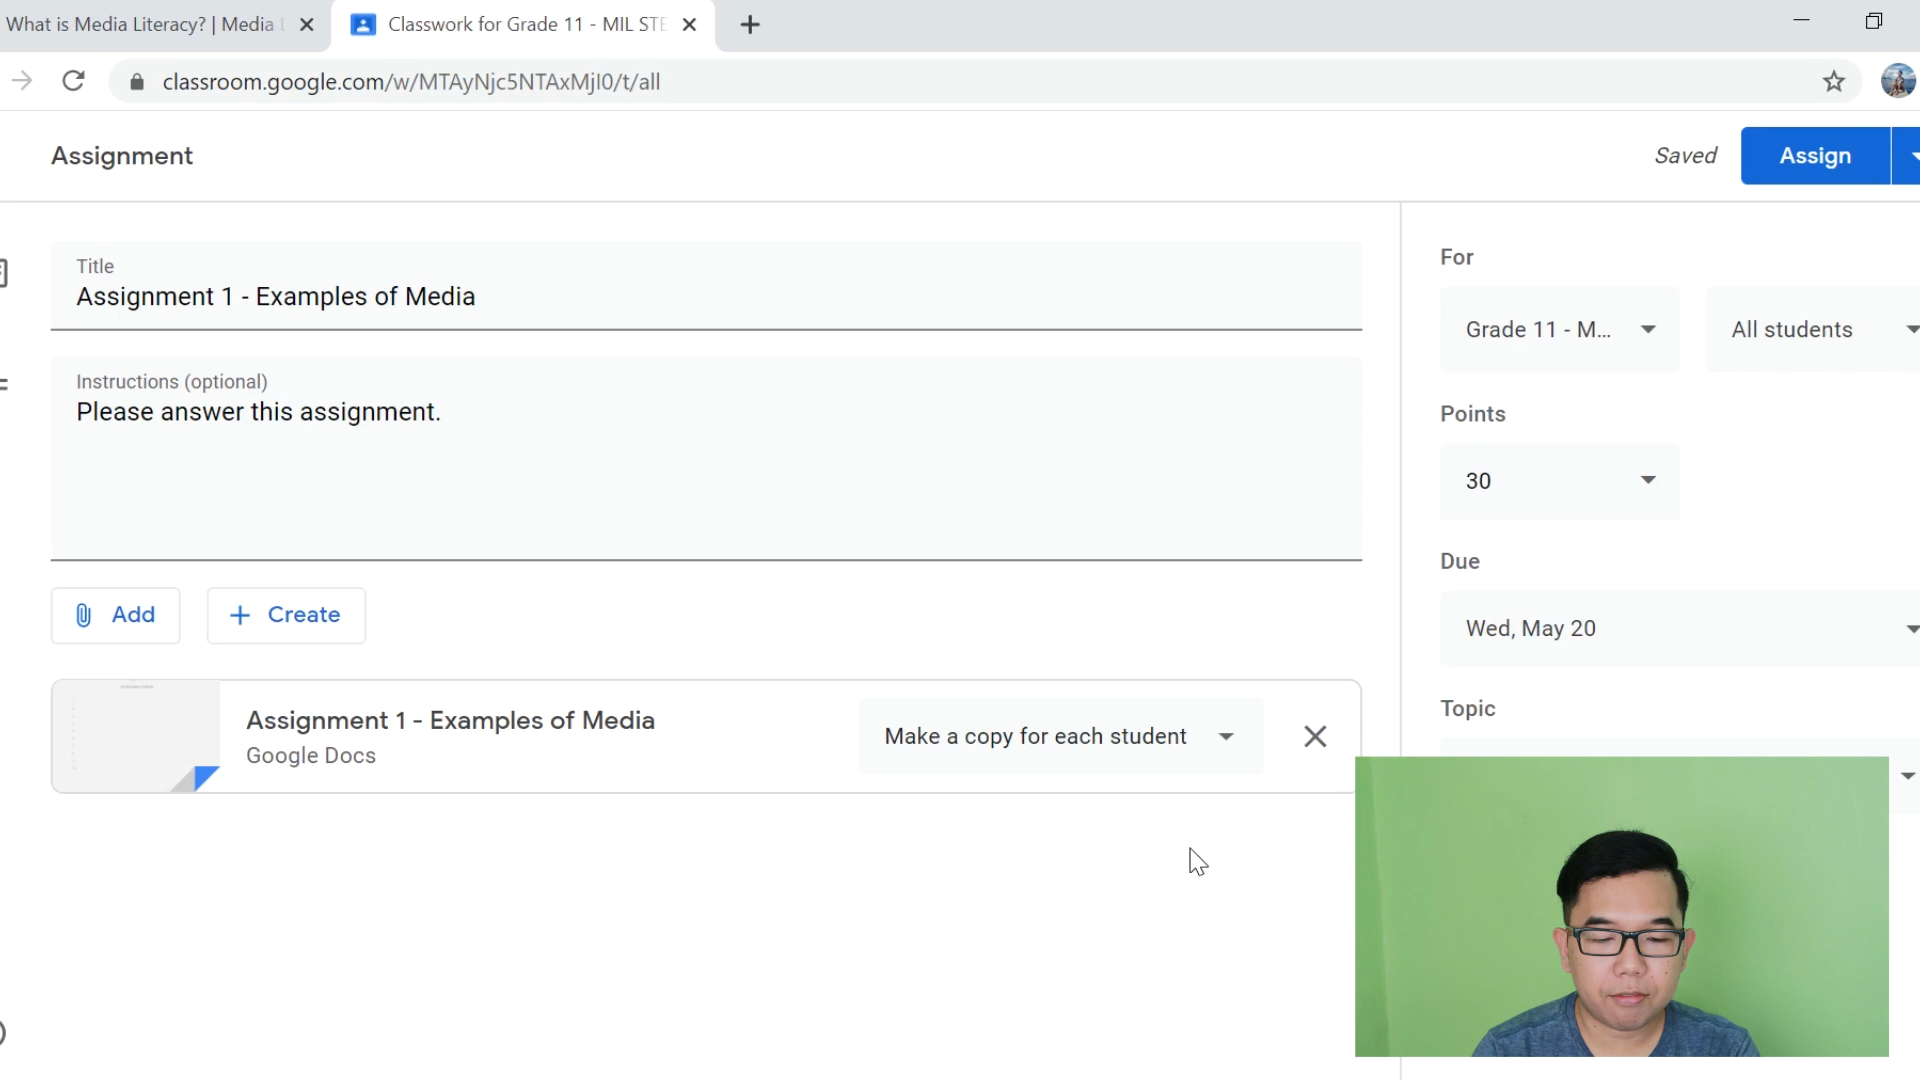 What is Media Literacy? | Media
Classwork for Grade 11 - MIL STE
classroom.google.com/w/MTAyNjc5NTAxMjI0/t/all
Assignment
Saved
Assign
Title
Assignment 1 - Examples of Media
Instructions (optional)
Please answer this assignment.
Add
Create
Assignment 1 - Examples of Media
Google Docs
Make a copy for each student
For
Grade 11 - M...
All students
Points
30
Due
Wed, May 20
Topic